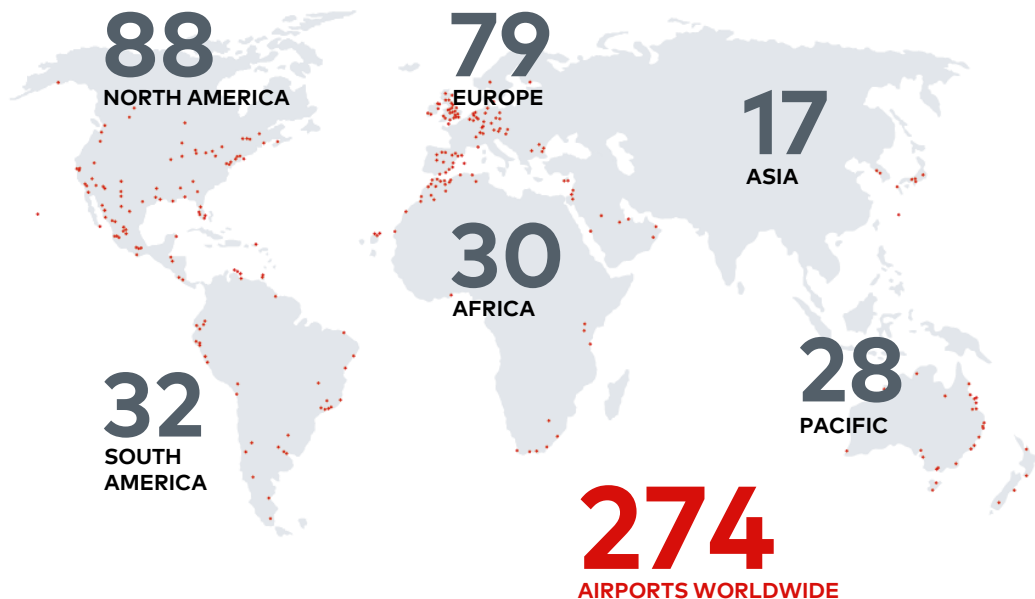 88
NORTH AMERICA
79
EUROPE
17
ASIA
30
AFRICA
28
PACIFIC
32
SOUTH
AMERICA
274
AIRPORTS WORLDWIDE